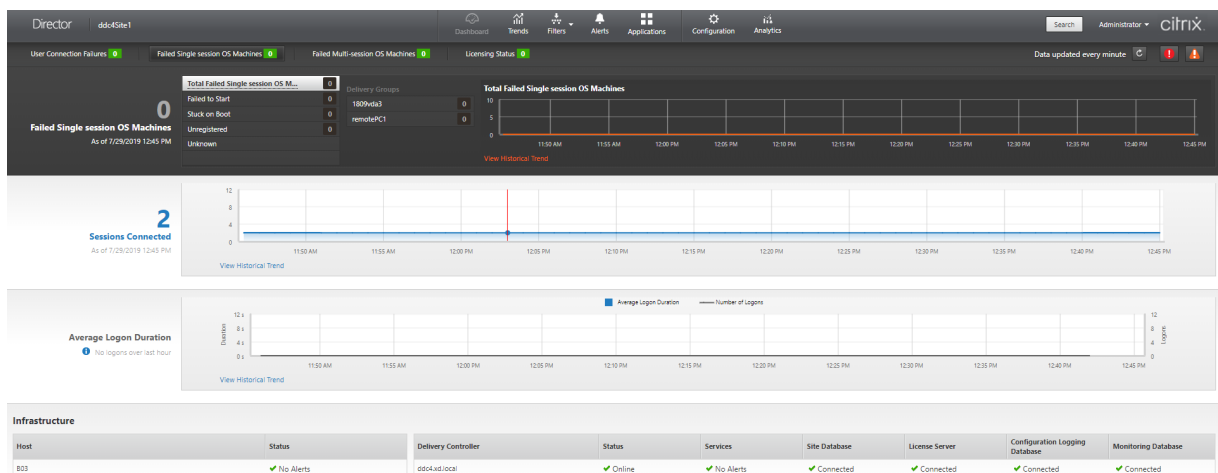 Director ddc4Site1 Dashboard Trends Filters Alerts Applications Configuration Analytics Search Administrator citrix
User Connection Failures 0 Failed Single session OS Machines 0 Failed Multi-session OS Machines 0 Licensing Status 0 Data updated every minute
0
Failed Single session OS Machines
As of 7/29/2019 12:45 PM
Total Failed Single session OS M... 0
Failed to Start 0
Stuck on Boot 0
Unregistered 0
Unknown
Delivery Groups
1809vda3 0
remotePC1 0
Total Failed Single session OS Machines
10
5
0
11:50 AM 11:55 AM 12:00 PM 12:05 PM 12:10 PM 12:15 PM 12:20 PM 12:25 PM 12:30 PM 12:35 PM 12:40 PM 12:45 PM
View Historical Trend
2
Sessions Connected
As of 7/29/2019 12:45 PM
12
8
4
0
11:50 AM 11:55 AM 12:00 PM 12:05 PM 12:10 PM 12:15 PM 12:20 PM 12:25 PM 12:30 PM 12:35 PM 12:40 PM 12:45 PM
View Historical Trend
Average Logon Duration
No logons over last hour
Average Logon Duration Number of Logons
Duration
12 s
8 s
4 s
0 s
12
8
4
0
Logons
11:50 AM 11:55 AM 12:00 PM 12:05 PM 12:10 PM 12:15 PM 12:20 PM 12:25 PM 12:30 PM 12:35 PM 12:40 PM 12:45 PM
View Historical Trend
Infrastructure
Host Status Delivery Controller Status Services Site Database License Server Configuration Logging Database Monitoring Database
B03 No Alerts ddc4.xd.local Online No Alerts Connected Connected Connected Connected